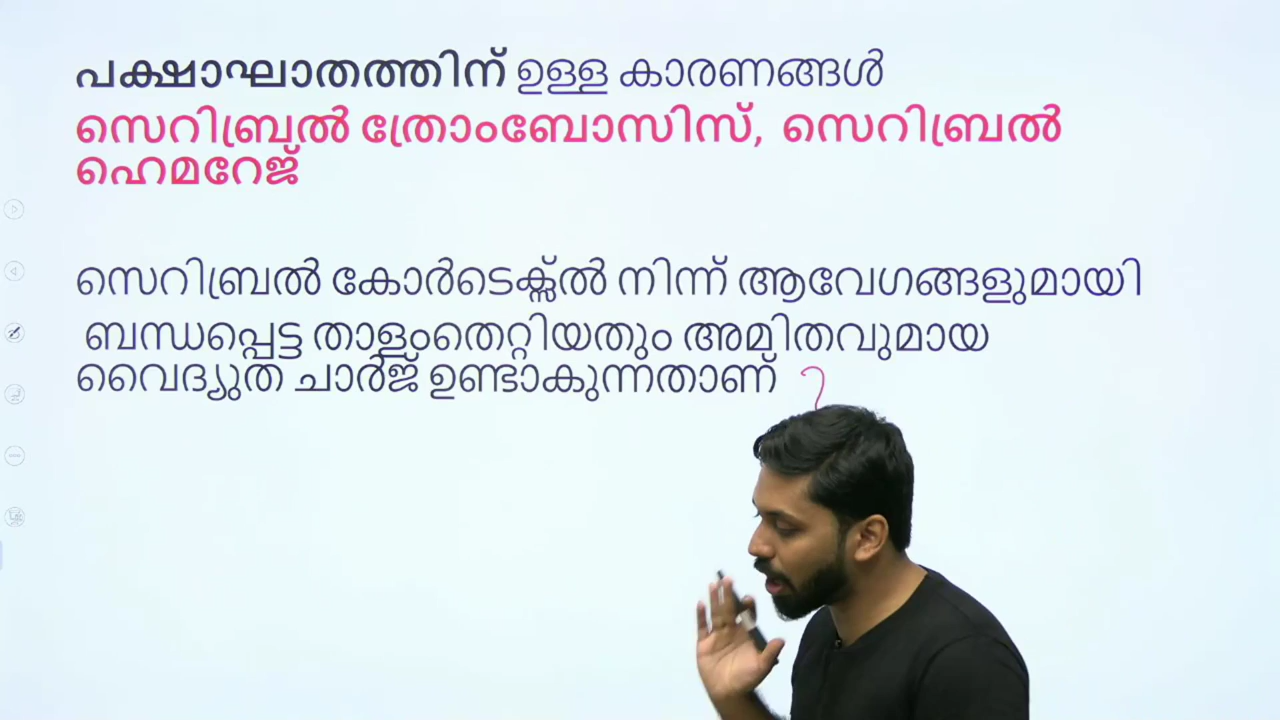 പക്ഷാഘാതത്തിന് ഉള്ള കാരണങ്ങൾ
സെറിബ്രൽ ത്രോംബോസിസ്, സെറിബ്രൽ
ഹെമറേജ്
സെറിബ്രൽ കോർടെക്സ്ൽ നിന്ന് ആവേഗങ്ങളുമായി
ബന്ധപ്പെട്ട താളംതെറ്റിയതും അമിതവുമായ
വൈദ്യുത ചാർജ് ഉണ്ടാകുന്നതാണ് ?